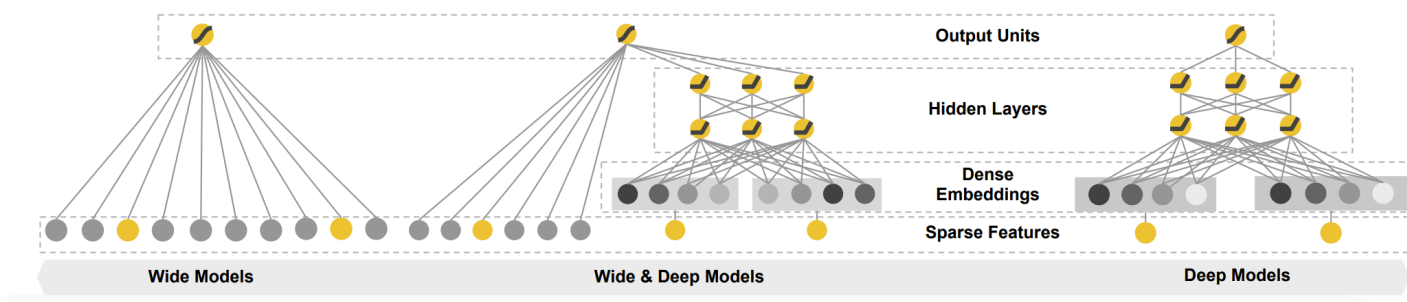 Output Units
Hidden Layers
Dense
Embeddings
Sparse Features
Wide Models
Wide & Deep Models
Deep Models